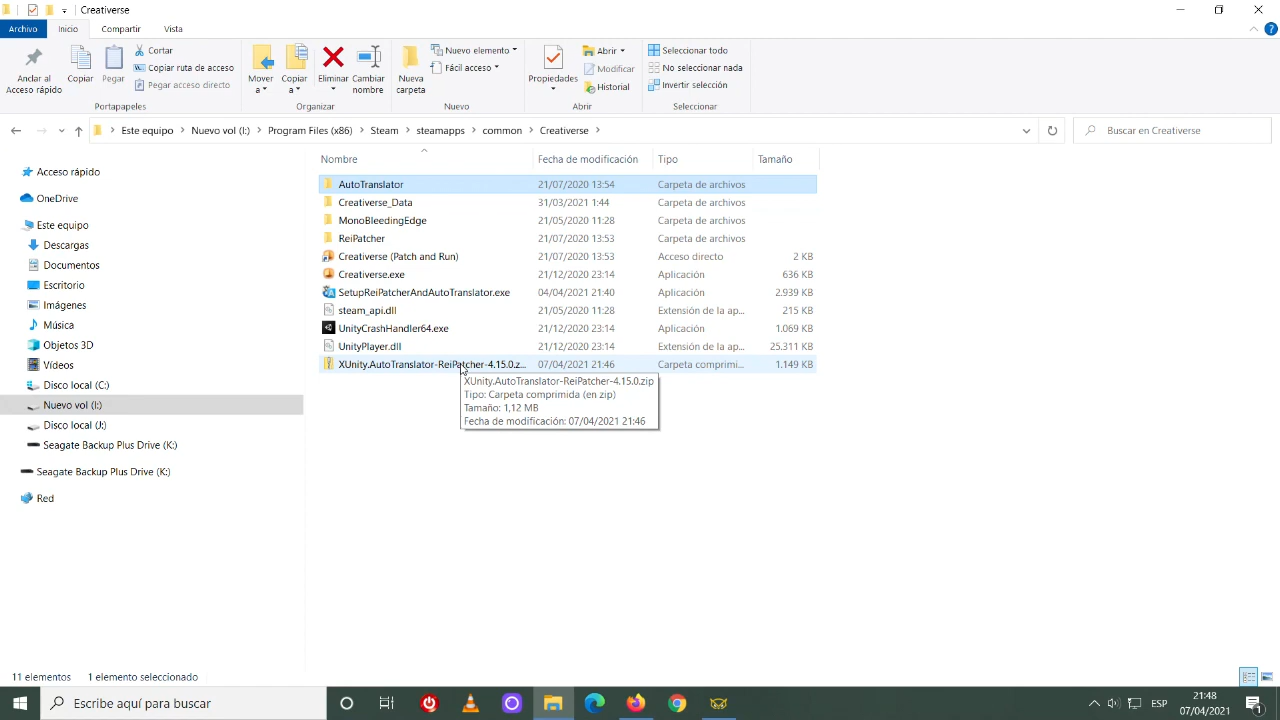 Creativerse
Archivo Inicio Compartir Vista
Andar al Acceso rápido
Copiar
Pegar
Cortar
Copiar ruta de acceso
Pegar acceso directo
Portapapeles
Mover a
Copiar a
Eliminar
Cambiar nombre
Organizar
Nueva carpeta
Nuevo elemento
Fácil acceso
Nuevo
Propiedades
Abrir
Modificar
Historial
Abrir
Seleccionar todo
No seleccionar nada
Invertir selección
Seleccionar
Este equipo > Nuevo vol (I:) > Program Files (x86) > Steam > steamapps > common > Creativerse >
Buscar en Creativerse
Acceso rápido
OneDrive
Este equipo
Descargas
Documentos
Escritorio
Imágenes
Música
Objetos 3D
Vídeos
Disco local (C:)
Nuevo vol (I:)
Disco local (J:)
Seagate Backup Plus Drive (K:)
Seagate Backup Plus Drive (K:)
Red
Nombre Fecha de modificación Tipo Tamaño
AutoTranslator 21/07/2020 13:54 Carpeta de archivos
Creativerse_Data 31/03/2021 1:44 Carpeta de archivos
MonoBleedingEdge 21/05/2020 11:28 Carpeta de archivos
ReiPatcher 21/07/2020 13:53 Carpeta de archivos
Creativerse (Patch and Run) 21/07/2020 13:53 Acceso directo 2 KB
Creativerse.exe 21/12/2020 23:14 Aplicación 636 KB
SetupReiPatcherAndAutoTranslator.exe 04/04/2021 21:40 Aplicación 2.939 KB
steam_api.dll 21/05/2020 11:28 Extensión de la ap... 215 KB
UnityCrashHandler64.exe 21/12/2020 23:14 Aplicación 1.069 KB
UnityPlayer.dll 21/12/2020 23:14 Extensión de la ap... 25.311 KB
XUnity.AutoTranslator-ReiPatcher-4.15.0.z... 07/04/2021 21:46 Carpeta comprimi... 1.149 KB
XUnity.AutoTranslator-ReiPatcher-4.15.0.zip
Tipo: Carpeta comprimida (en zip)
Tamaño: 1,12 MB
Fecha de modificación: 07/04/2021 21:46
11 elementos 1 elemento seleccionado
Escribe aquí para buscar
ESP
21:48
07/04/2021
1